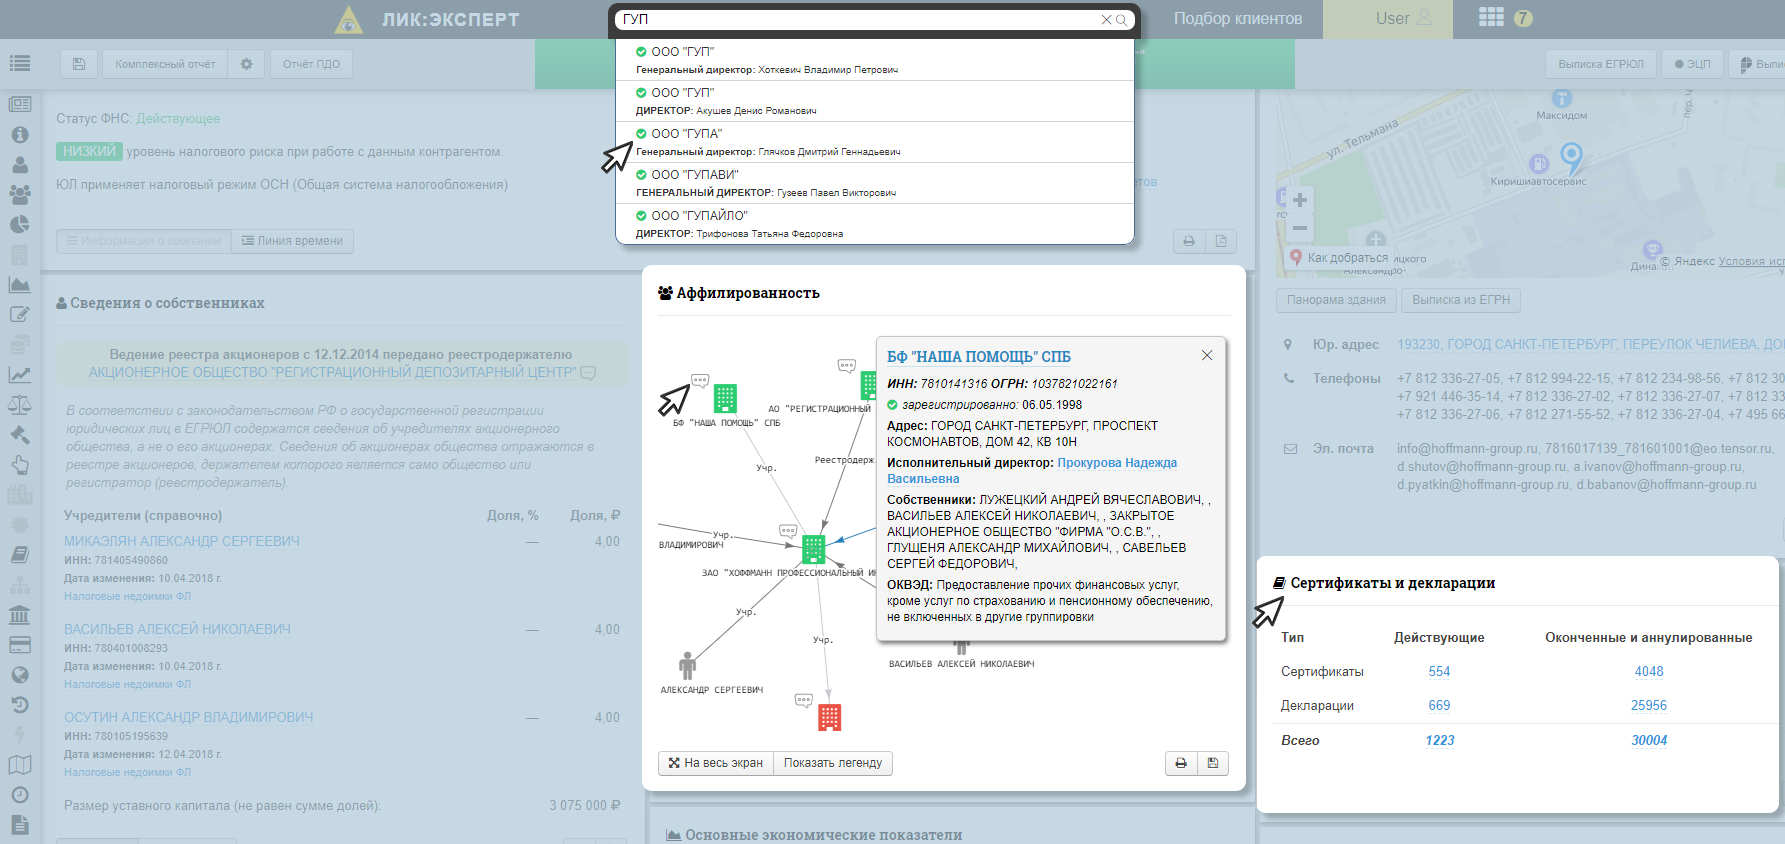 ЛИК:ЭКСПЕРТ
ГУП
Подбор клиентов
User
7
Комплексный отчёт
Отчёт ПДО
Выписка ЕГРЮЛ
ЭЦП
ООО "ГУП"
Генеральный директор: Хоткевич Владимир Петрович
ООО "ГУП"
ДИРЕКТОР: Акушев Денис Романович
ООО "ГУПА"
Генеральный директор: Глячков Дмитрий Геннадьевич
ООО "ГУПАВИ"
ГЕНЕРАЛЬНЫЙ ДИРЕКТОР: Гузеев Павел Викторович
ООО "ГУПАЙЛО"
ДИРЕКТОР: Трифонова Татьяна Федоровна
Статус ФНС: Действующее
НИЗКИЙ уровень налогового риска при работе с данным контрагентом.
ЮЛ применяет налоговый режим ОСН (Общая система налогообложения)
Информация о компании
Линия времени
Сведения о собственниках
Ведение реестра акционеров с 12.12.2014 передано реестродержателю
АКЦИОНЕРНОЕ ОБЩЕСТВО "РЕГИСТРАЦИОННЫЙ ДЕПОЗИТАРНЫЙ ЦЕНТР"
В соответствии с законодательством РФ о государственной регистрации
юридических лиц в ЕГРЮЛ содержатся сведения об учредителях акционерного
общества, а не о его акционерах. Сведения об акционерах общества отражаются в
реестре акционеров, держателем которого является само общество или
регистратор (реестродержатель).
Учредители (справочно) Доля, % Доля, ₽
МИКАЭЛЯН АЛЕКСАНДР СЕРГЕЕВИЧ — 4,00
ИНН: 781405490860
Дата изменения: 10.04.2018 г.
Налоговые недоимки ФЛ
ВАСИЛЬЕВ АЛЕКСЕЙ НИКОЛАЕВИЧ — 4,00
ИНН: 780401008293
Дата изменения: 10.04.2018 г.
Налоговые недоимки ФЛ
ОСУТИН АЛЕКСАНДР ВЛАДИМИРОВИЧ — 4,00
ИНН: 780105195639
Дата изменения: 12.04.2018 г.
Налоговые недоимки ФЛ
Размер уставного капитала (не равен сумме долей): 3 075 000 ₽
Аффилированность
БФ "НАША ПОМОЩЬ" СПБ
АО "РЕГИСТРАЦИОННЫЙ
Учр.
Реестродерж.
Учр.
ВЛАДИМИРОВИЧ
ЗАО "ХОФФМАНН ПРОФЕССИОНАЛЬНЫЙ ИН
Учр.
Учр.
АЛЕКСАНДР СЕРГЕЕВИЧ
ВАСИЛЬЕВ АЛЕКСЕЙ НИКОЛАЕВИЧ
БФ "НАША ПОМОЩЬ" СПБ
ИНН: 7810141316 ОГРН: 1037821022161
зарегистрированно: 06.05.1998
Адрес: ГОРОД САНКТ-ПЕТЕРБУРГ, ПРОСПЕКТ
КОСМОНАВТОВ, ДОМ 42, КВ 10Н
Исполнительный директор: Прокурова Надежда
Васильевна
Собственники: ЛУЖЕЦКИЙ АНДРЕЙ ВЯЧЕСЛАВОВИЧ, ,
ВАСИЛЬЕВ АЛЕКСЕЙ НИКОЛАЕВИЧ, , ЗАКРЫТОЕ
АКЦИОНЕРНОЕ ОБЩЕСТВО "ФИРМА "О.С.В.", ,
ГЛУЩЕНЯ АЛЕКСАНДР МИХАЙЛОВИЧ, , САВЕЛЬЕВ
СЕРГЕЙ ФЕДОРОВИЧ,
ОКВЭД: Предоставление прочих финансовых услуг,
кроме услуг по страхованию и пенсионному обеспечению,
не включенных в другие группировки
На весь экран
Показать легенду
Основные экономические показатели
Максидом
ул. Тельмана
Киришиавтосервис
Как добраться
© Яндекс Условия исп
Панорама здания
Выписка из ЕГРН
Юр. адрес 193230, ГОРОД САНКТ-ПЕТЕРБУРГ, ПЕРЕУЛОК ЧЕЛИЕВА, ДО
Телефоны +7 812 336-27-05, +7 812 994-22-15, +7 812 234-98-56, +7 812 30
+7 921 446-35-14, +7 812 336-27-02, +7 812 336-27-07, +7 812 33
+7 812 336-27-06, +7 812 271-55-52, +7 812 336-27-04, +7 495 66
Эл. почта info@hoffmann-group.ru, 7816017139_781601001@eo.tensor.ru,
d.shutov@hoffmann-group.ru, a.ivanov@hoffmann-group.ru,
d.pyatkin@hoffmann-group.ru, d.babanov@hoffmann-group.ru
Сертификаты и декларации
Тип Действующие Оконченные и аннулированные
Сертификаты 554 4048
Декларации 669 25956
Всего 1223 30004